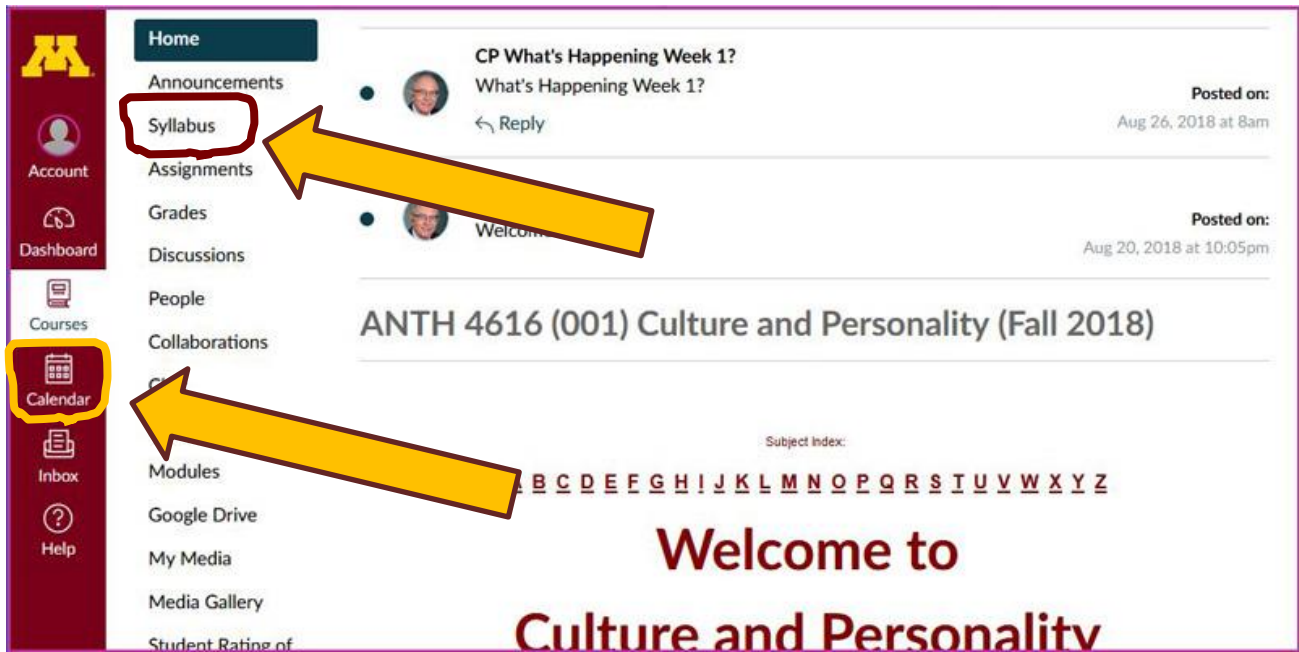 M
Account
Dashboard
Courses
Calendar
Inbox
Help
Home
Announcements
Syllabus
Assignments
Grades
Discussions
People
Collaborations
Modules
Google Drive
My Media
Media Gallery
Student Rating of
CP What's Happening Week 1?
What's Happening Week 1?
Reply
Posted on:
Aug 26, 2018 at 8am
Posted on:
Aug 20, 2018 at 10:05pm
ANTH 4616 (001) Culture and Personality (Fall 2018)
Subject Index:
B C D E F G H I J K L M N O P Q R S T U V W X Y Z
Welcome to
Culture and Personality